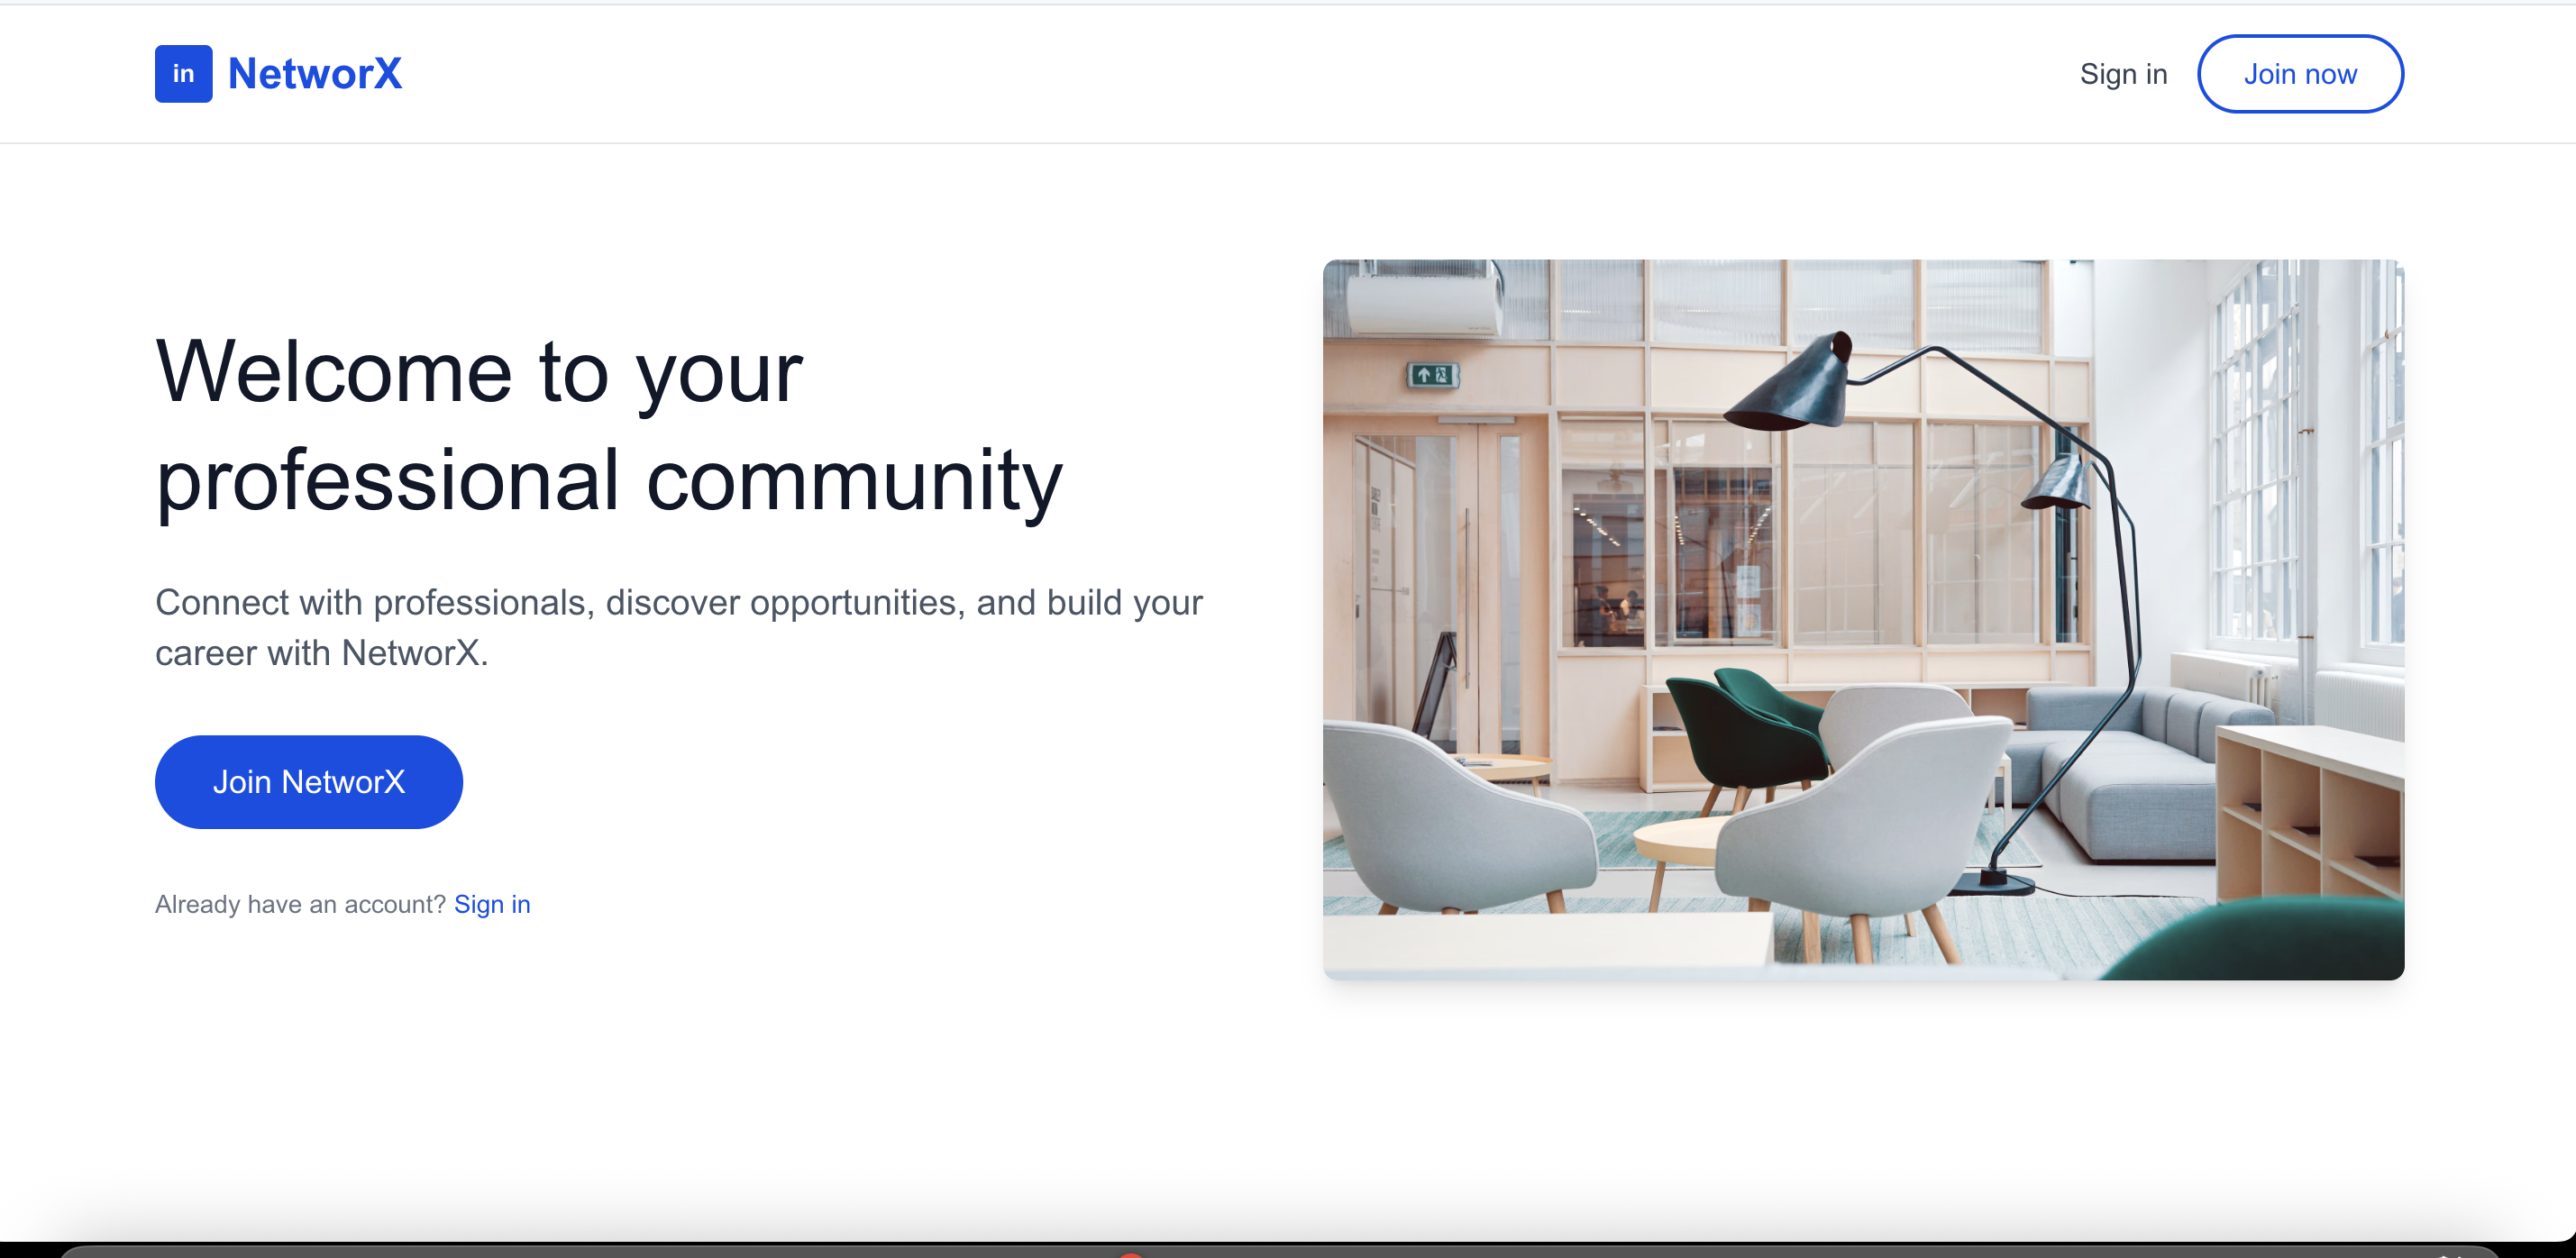 in NetworX
Sign in
Join now
Welcome to your
professional community
Connect with professionals, discover opportunities, and build your
career with NetworX.
Join NetworX
Already have an account? Sign in